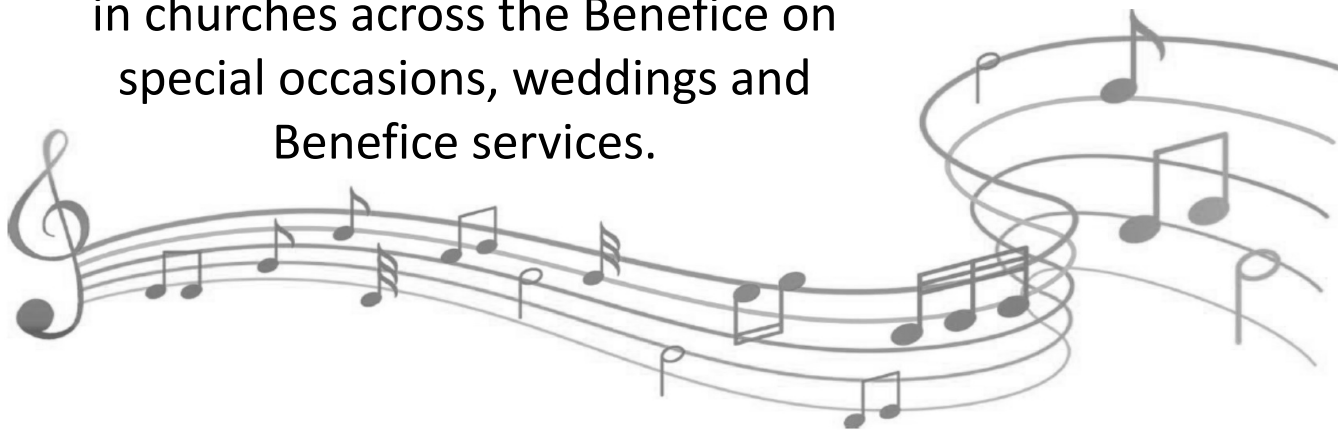 in churches across the Benefice on
special occasions, weddings and
Benefice services.